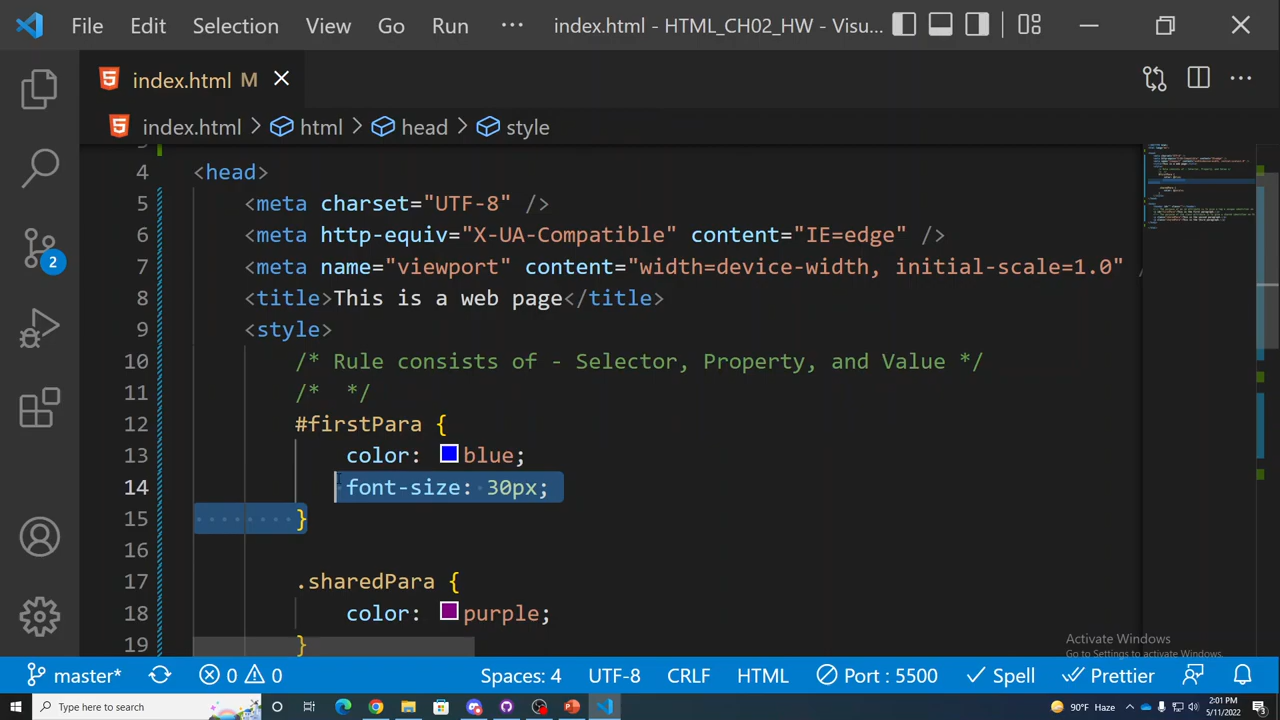 File Edit Selection View Go Run ··· index.html - HTML_CH02_HW - Visu...
index.html M
index.html > html > head > style
4 <head>
5 <meta charset="UTF-8" />
6 <meta http-equiv="X-UA-Compatible" content="IE=edge" />
7 <meta name="viewport" content="width=device-width, initial-scale=1.0" /
8 <title>This is a web page</title>
9 <style>
10 /* Rule consists of - Selector, Property, and Value */
11 /*  */
12 #firstPara {
13 color: blue;
14 font-size: 30px;
15 }
16
17 .sharedPara {
18 color: purple;
19 }
2
Activate Windows
Go to Settings to activate Windows.
master* 0 0 Spaces: 4 UTF-8 CRLF HTML Port : 5500 Spell Prettier
Type here to search 90°F Haze 2:01 PM
5/11/2022 3